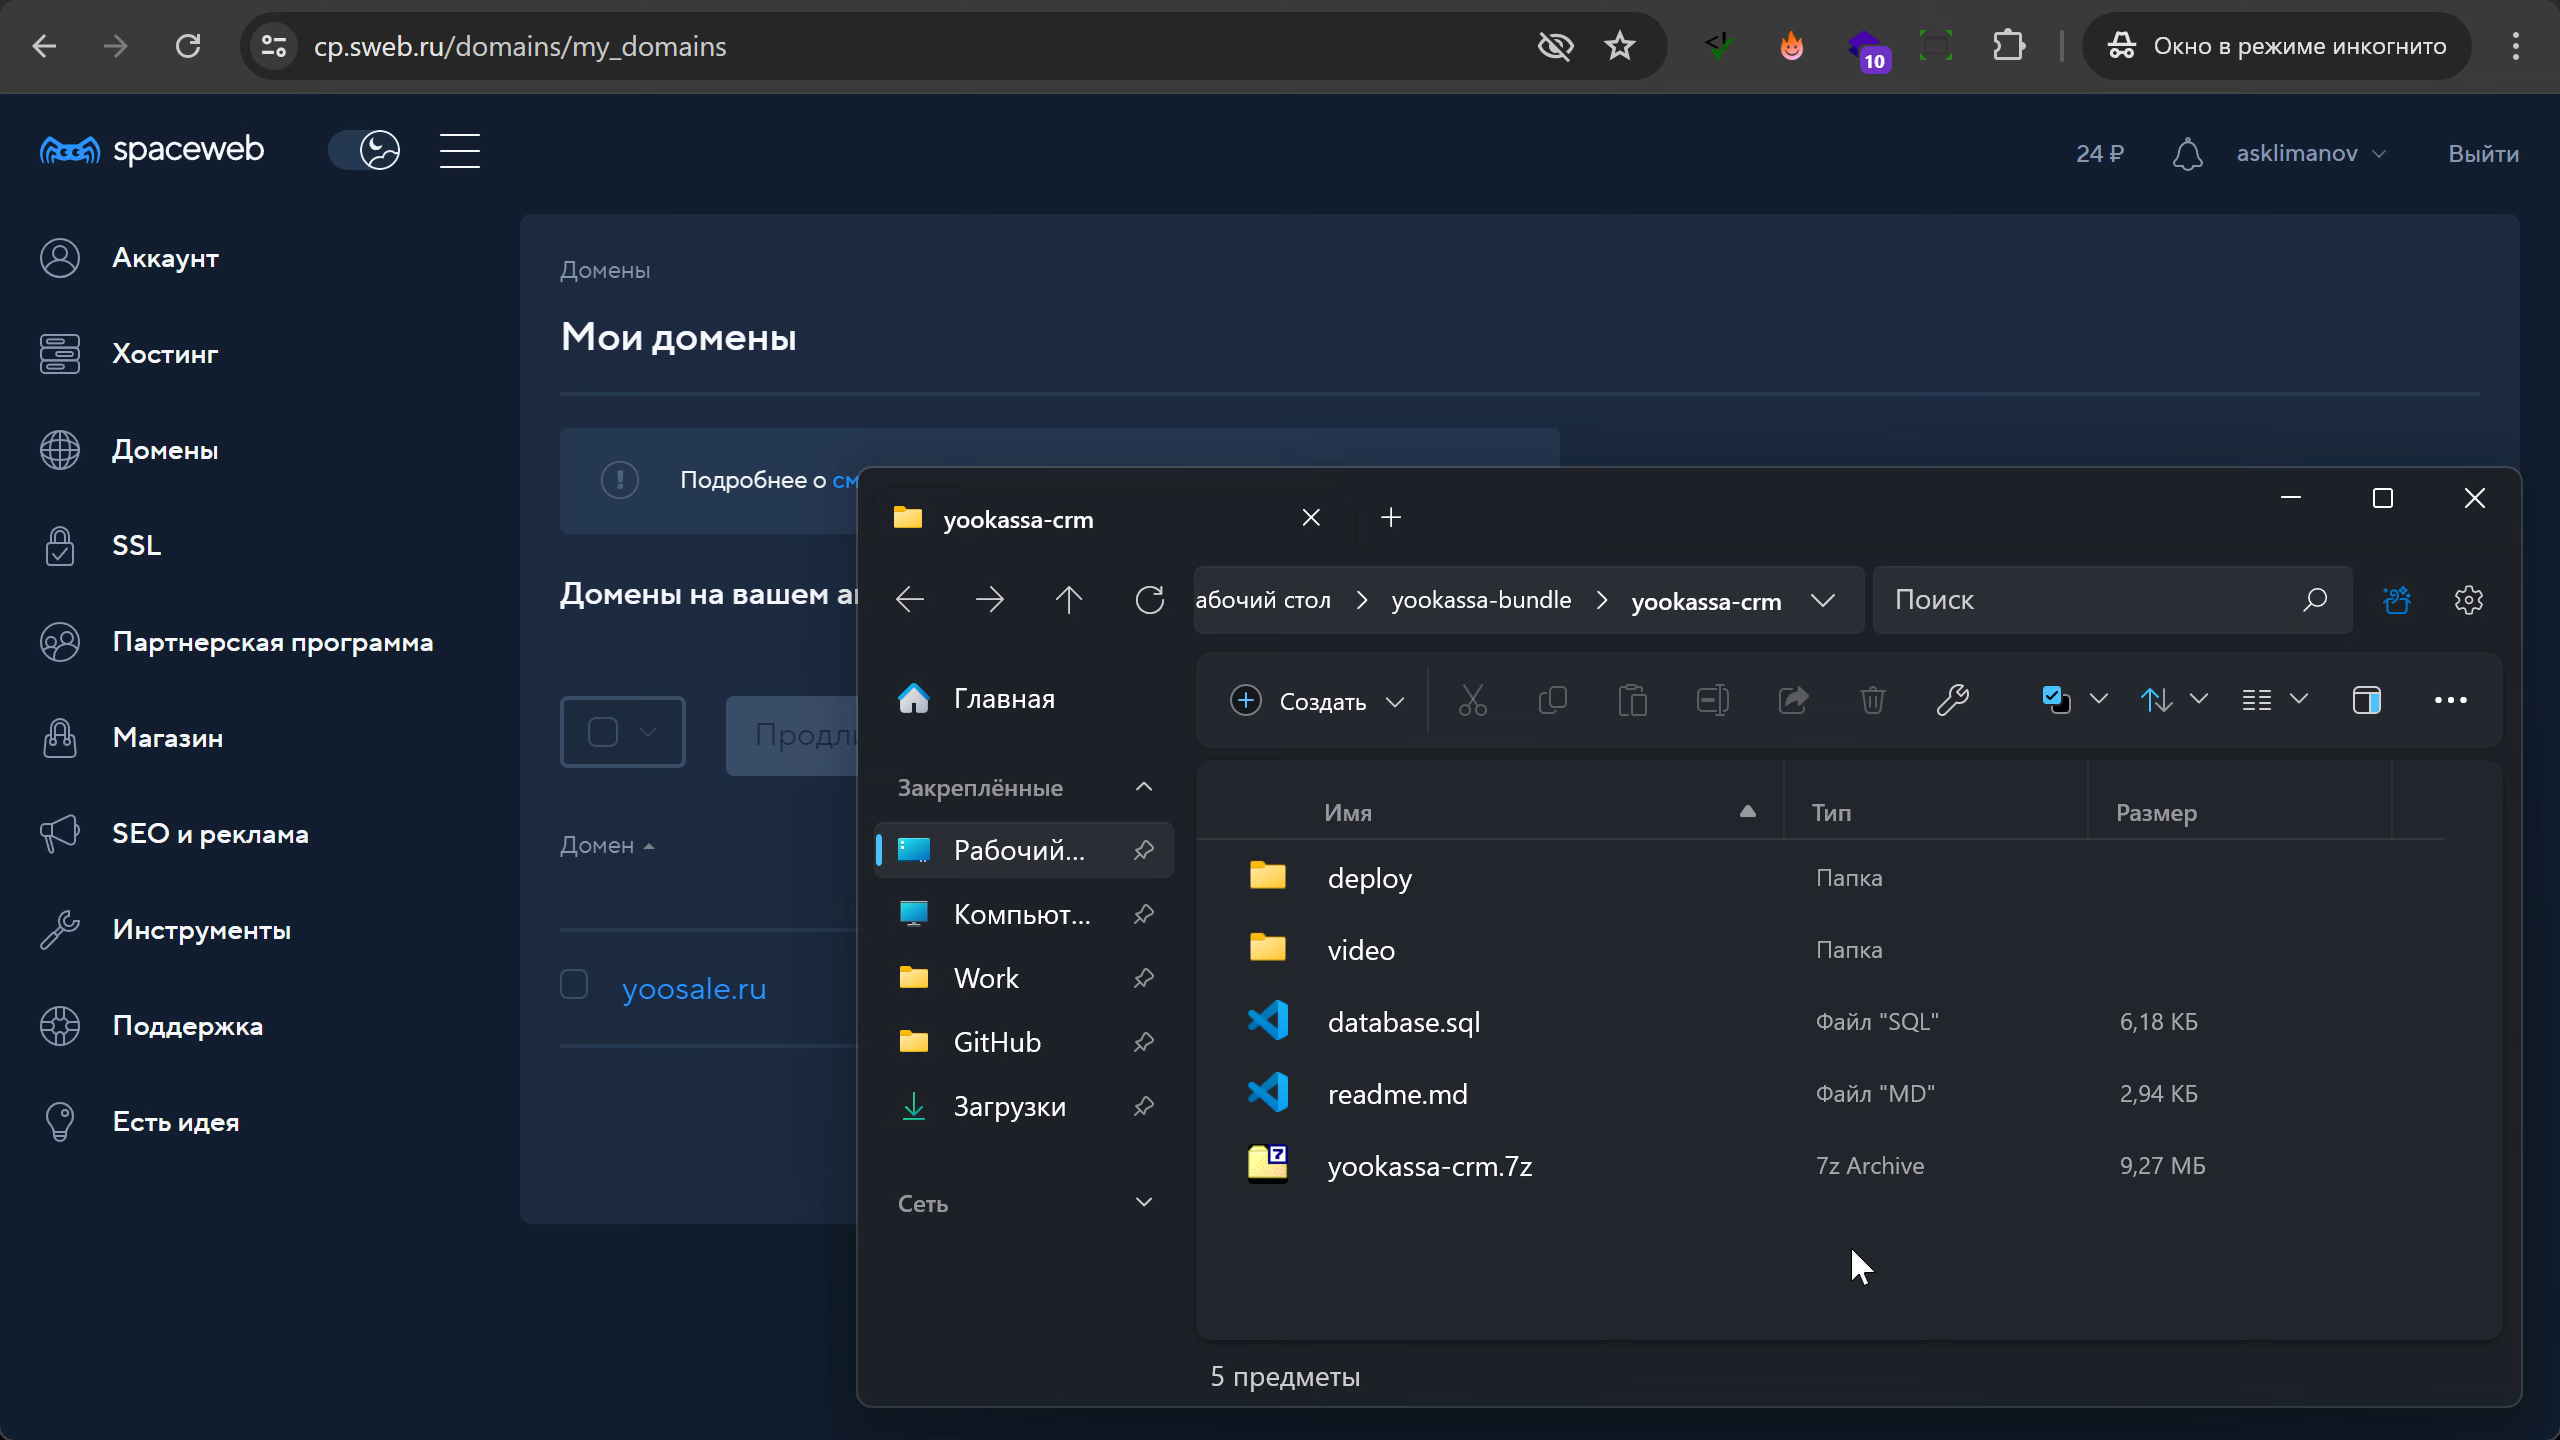 cp.sweb.ru/domains/my_domains
10
Окно в режиме инкогнито
spaceweb
24 ₽
asklimanov
Выйти
Аккаунт
Хостинг
Домены
SSL
Партнерская программа
Магазин
SEO и реклама
Инструменты
Поддержка
Есть идея
Домены
Мои домены
Подробнее о
Домены на вашем
Домен
yoosale.ru
yookassa-crm
абочий стол
yookassa-bundle
yookassa-crm
Поиск
Создать
Главная
Закреплённые
Рабочий...
Компьют...
Work
GitHub
Загрузки
Сеть
Имя
Тип
Размер
deploy
Папка
video
Папка
database.sql
Файл "SQL"
6,18 КБ
readme.md
Файл "MD"
2,94 КБ
yookassa-crm.7z
7z Archive
9,27 МБ
5 предметы